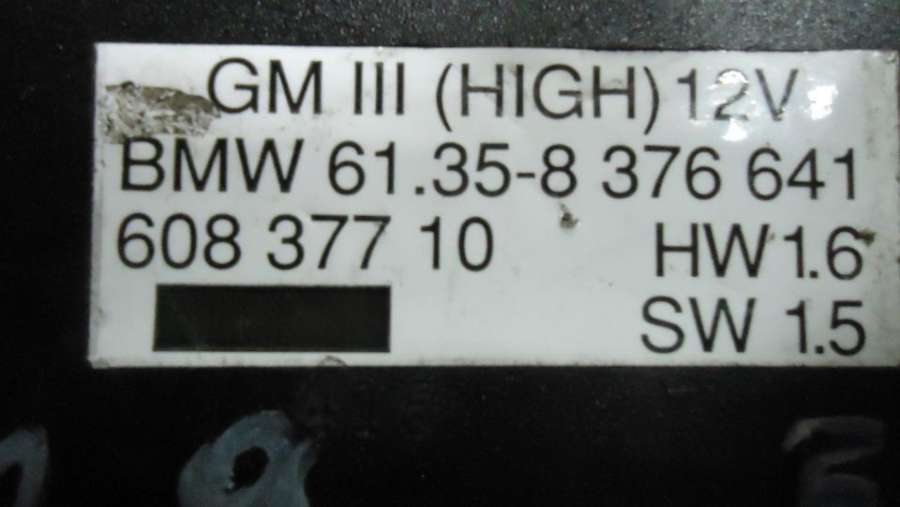 GM III (HIGH) 12V
BMW 61.35-8 376 641
608 377 10 HW 1.6
SW 1.5